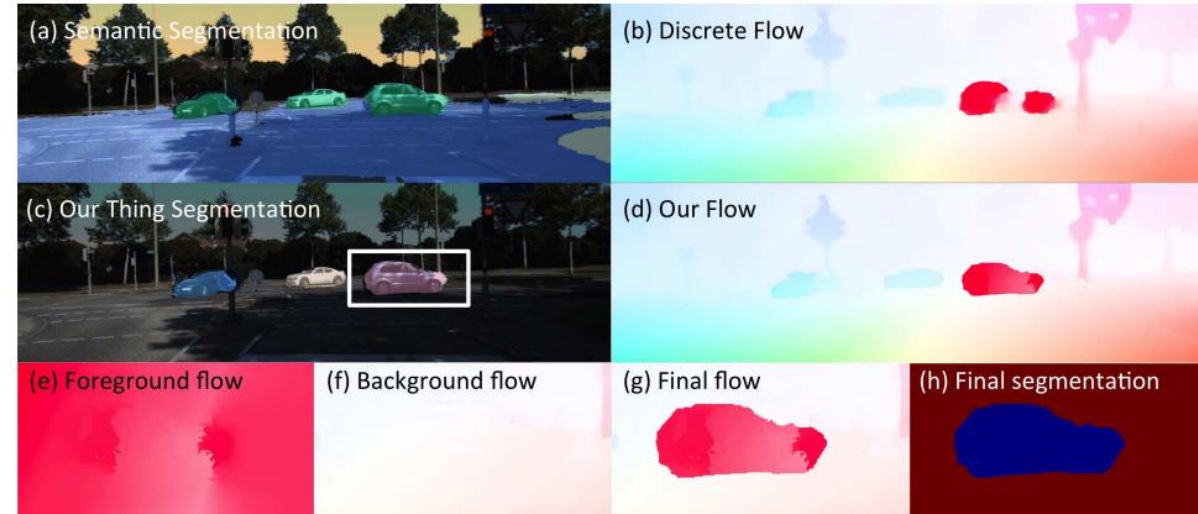 (a) Semantic Segmentation
(b) Discrete Flow
(c) Our Thing Segmentation
(d) Our Flow
(e) Foreground flow
(f) Background flow
(g) Final flow
(h) Final segmentation